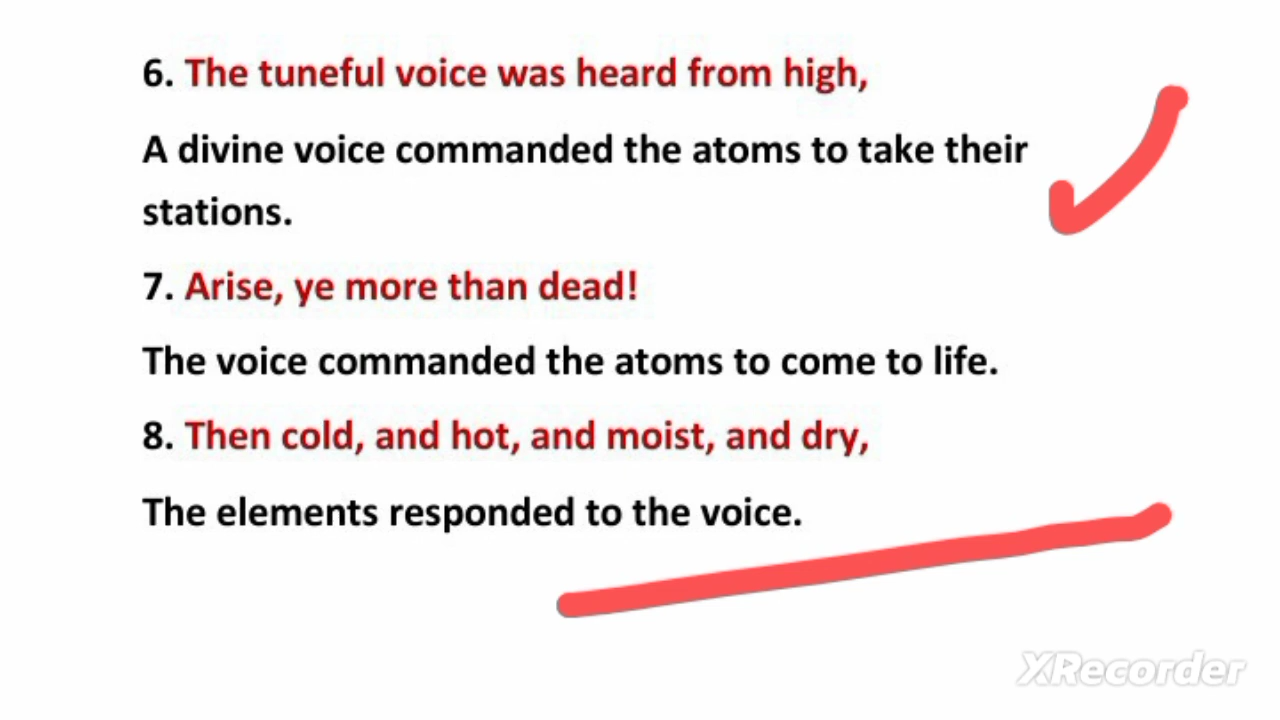 6. The tuneful voice was heard from high,
A divine voice commanded the atoms to take their
stations.
7. Arise, ye more than dead!
The voice commanded the atoms to come to life.
8. Then cold, and hot, and moist, and dry,
The elements responded to the voice.
XRecorder